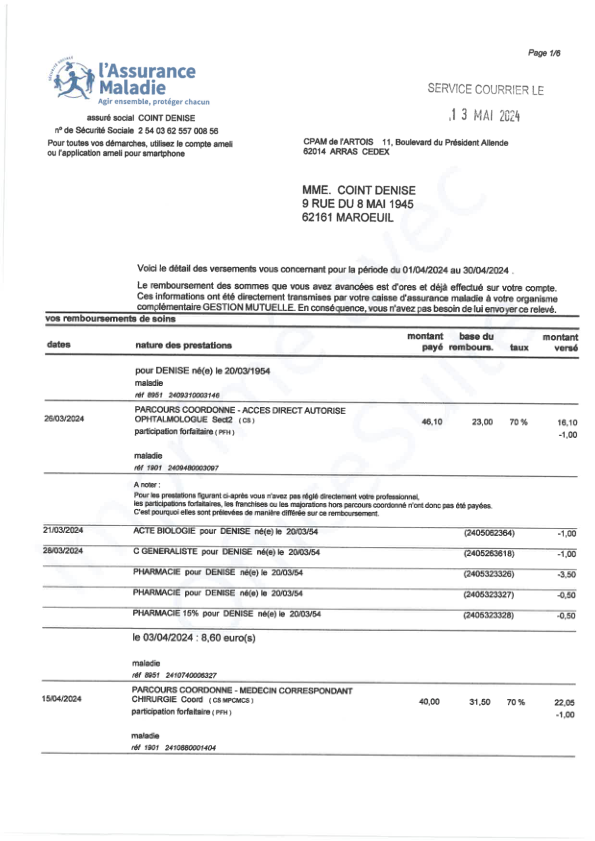 Page 1/6
SÉCURITÉ SOCIALE
l'Assurance
Maladie
Agir ensemble, protéger chacun
SERVICE COURRIER LE
13 MAI 2024
assuré social COINT DENISE
n° de Sécurité Sociale 2 54 03 62 557 008 56
Pour toutes vos démarches, utilisez le compte ameli
ou l'application ameli pour smartphone
CPAM de l'ARTOIS 11, Boulevard du Président Allende
62014 ARRAS CEDEX
MME. COINT DENISE
9 RUE DU 8 MAI 1945
62161 MAROEUIL
Voici le détail des versements vous concernant pour la période du 01/04/2024 au 30/04/2024 .
Le remboursement des sommes que vous avez avancées est d'ores et déjà effectué sur votre compte.
Ces informations ont été directement transmises par votre caisse d'assurance maladie à votre organisme
complémentaire GESTION MUTUELLE. En conséquence, vous n'avez pas besoin de lui envoyer ce relevé.
vos remboursements de soins
dates nature des prestations montant payé base du rembours. taux montant versé
pour DENISE né(e) le 20/03/1954
maladie
réf 8951 2409310003146
26/03/2024 PARCOURS COORDONNE - ACCES DIRECT AUTORISE
OPHTALMOLOGUE Sect2 ( CS ) 46,10 23,00 70 % 16,10
participation forfaitaire ( PFH ) -1,00
maladie
réf 1901 2409480003097
A noter :
Pour les prestations figurant ci-après vous n'avez pas réglé directement votre professionnel,
les participations forfaitaires, les franchises ou les majorations hors parcours coordonné n'ont donc pas été payées.
C'est pourquoi elles sont prélevées de manière différée sur ce remboursement.
21/03/2024 ACTE BIOLOGIE pour DENISE né(e) le 20/03/54 (2405062364) -1,00
28/03/2024 C GENERALISTE pour DENISE né(e) le 20/03/54 (2405263618) -1,00
PHARMACIE pour DENISE né(e) le 20/03/54 (2405323326) -3,50
PHARMACIE pour DENISE né(e) le 20/03/54 (2405323327) -0,50
PHARMACIE 15% pour DENISE né(e) le 20/03/54 (2405323328) -0,50
le 03/04/2024 : 8,60 euro(s)
maladie
réf 8951 2410740006327
15/04/2024 PARCOURS COORDONNE - MEDECIN CORRESPONDANT
CHIRURGIE Coord ( CS MPCMCS ) 40,00 31,50 70 % 22,05
participation forfaitaire ( PFH ) -1,00
maladie
réf 1901 2410880001404